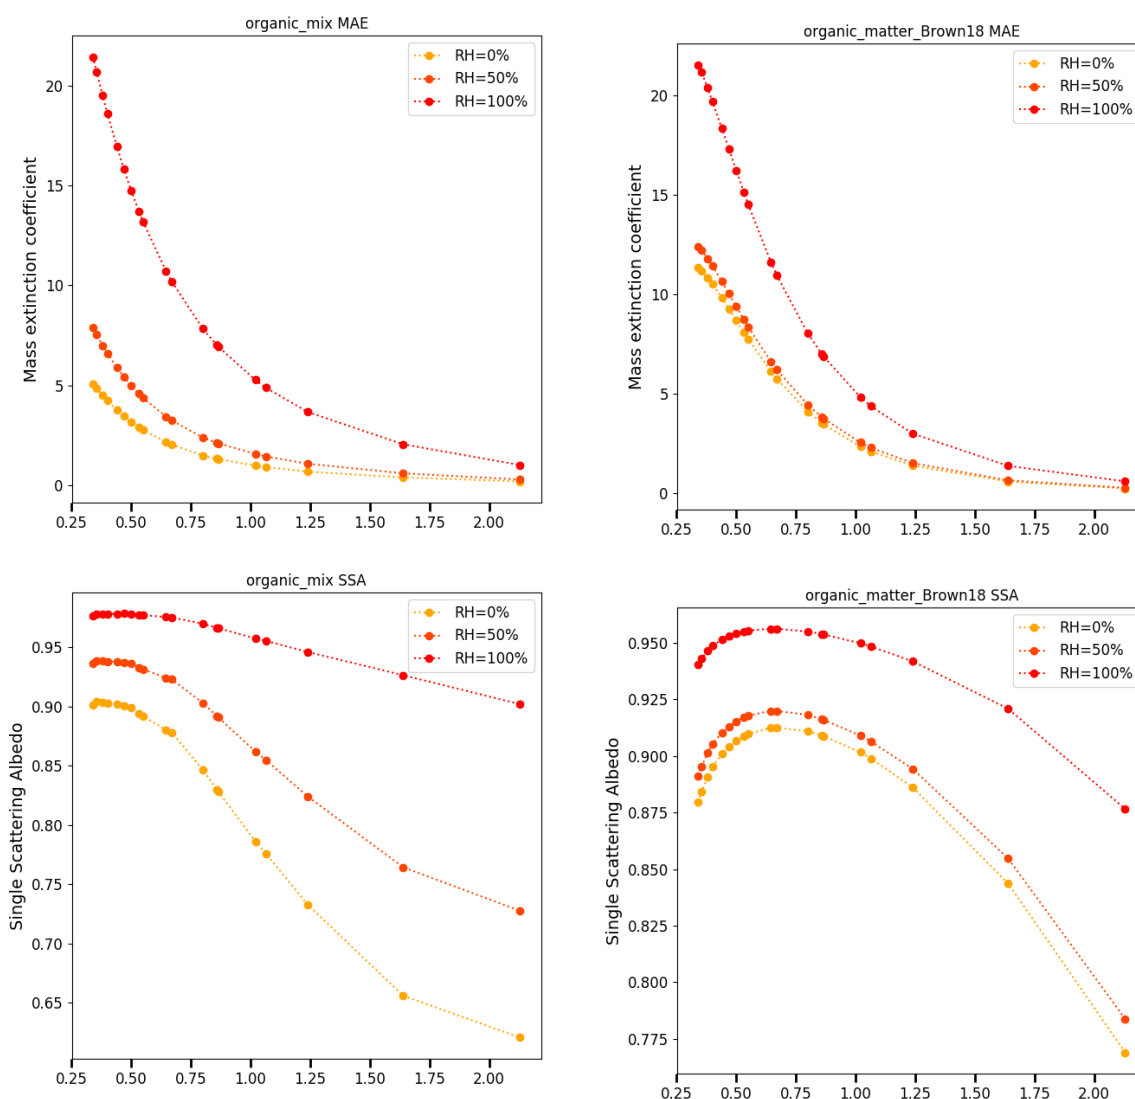 organic_mix MAE
Mass extinction coefficient
20
15
10
5
0
RH=0%
RH=50%
RH=100%
0.25 0.50 0.75 1.00 1.25 1.50 1.75 2.00
organic_matter_Brown18 MAE
Mass extinction coefficient
20
15
10
5
0
RH=0%
RH=50%
RH=100%
0.25 0.50 0.75 1.00 1.25 1.50 1.75 2.00
organic_mix SSA
Single Scattering Albedo
0.95
0.90
0.85
0.80
0.75
0.70
0.65
RH=0%
RH=50%
RH=100%
0.25 0.50 0.75 1.00 1.25 1.50 1.75 2.00
organic_matter_Brown18 SSA
Single Scattering Albedo
0.950
0.925
0.900
0.875
0.850
0.825
0.800
0.775
RH=0%
RH=50%
RH=100%
0.25 0.50 0.75 1.00 1.25 1.50 1.75 2.00